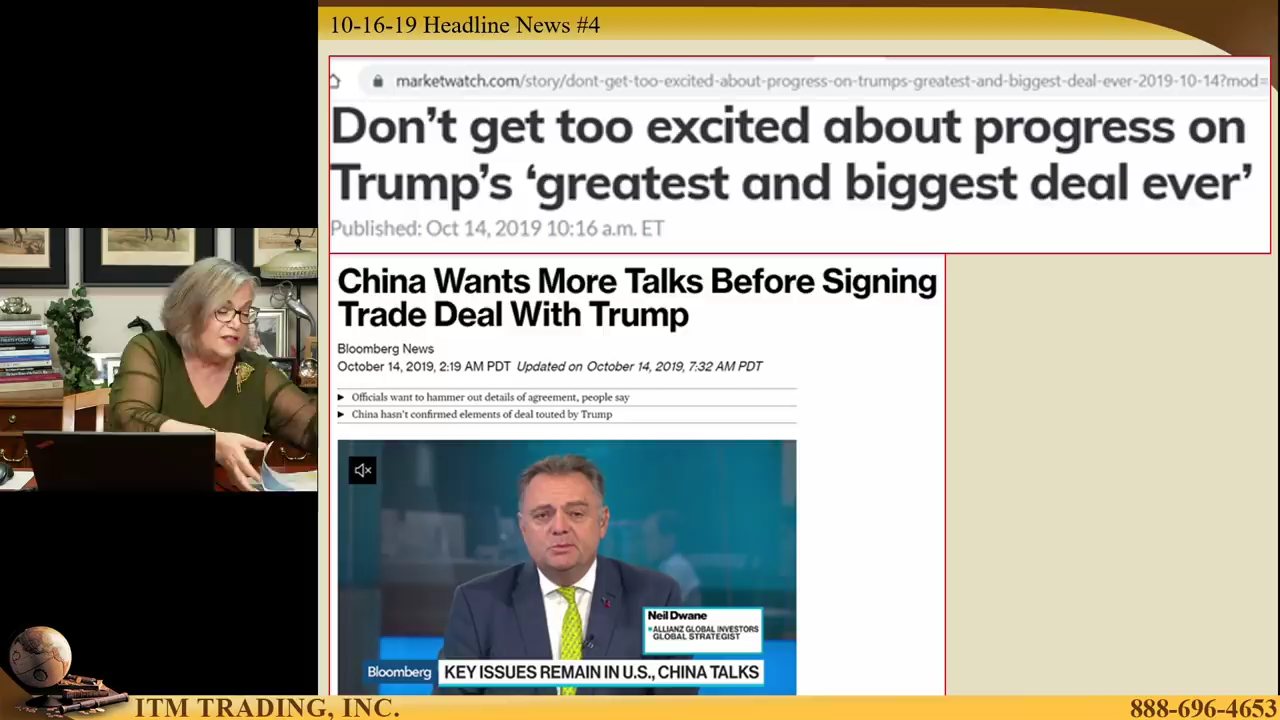 10-16-19 Headline News #4
marketwatch.com/story/dont-get-too-excited-about-progress-on-trumps-greatest-and-biggest-deal-ever-2019-10-14?mod=
Don't get too excited about progress on
Trump's 'greatest and biggest deal ever'
Published: Oct 14, 2019 10:16 a.m. ET
China Wants More Talks Before Signing
Trade Deal With Trump
Bloomberg News
October 14, 2019, 2:19 AM PDT Updated on October 14, 2019, 7:32 AM PDT
Officials want to hammer out details of agreement, people say
China hasn't confirmed elements of deal touted by Trump
Neil Dwane
ALLIANZ GLOBAL INVESTORS
GLOBAL STRATEGIST
Bloomberg KEY ISSUES REMAIN IN U.S., CHINA TALKS
ITM TRADING, INC. 888-696-4653